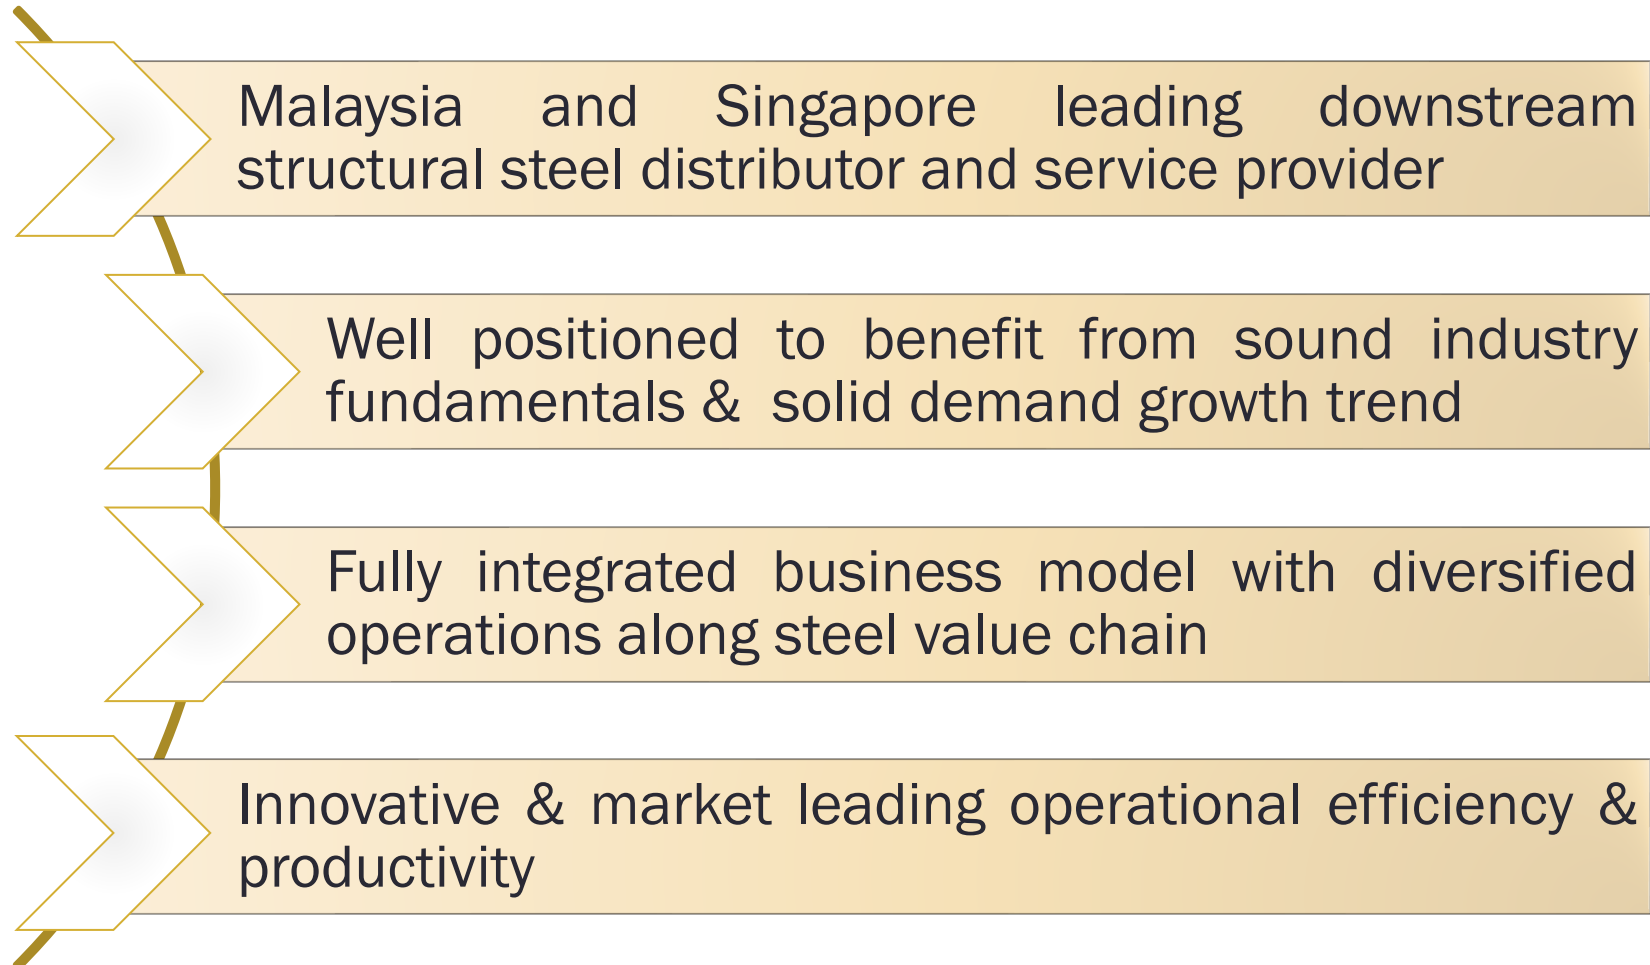 Malaysia and Singapore leading downstream
structural steel distributor and service provider
Well positioned to benefit from sound industry
fundamentals & solid demand growth trend
Fully integrated business model with diversified
operations along steel value chain
Innovative & market leading operational efficiency &
productivity